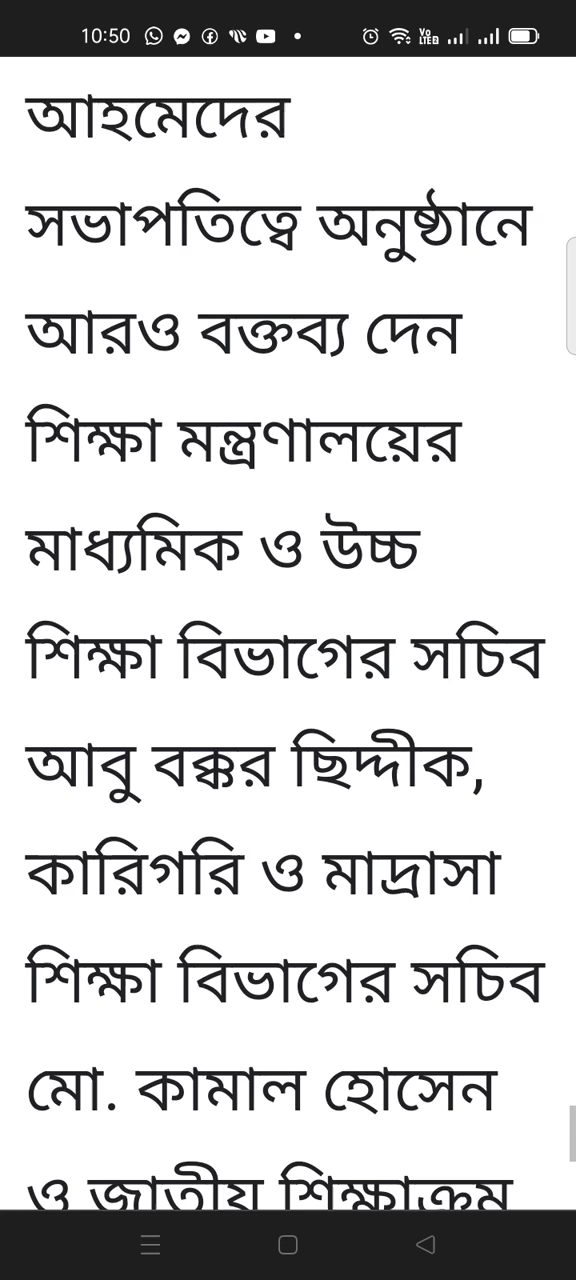 10:50
আহমেদের
সভাপতিত্বে অনুষ্ঠানে
আরও বক্তব্য দেন
শিক্ষা মন্ত্রণালয়ের
মাধ্যমিক ও উচ্চ
শিক্ষা বিভাগের সচিব
আবু বক্কর ছিদ্দীক,
কারিগরি ও মাদ্রাসা
শিক্ষা বিভাগের সচিব
মো. কামাল হোসেন
ও জাতীয় শিক্ষাক্রম